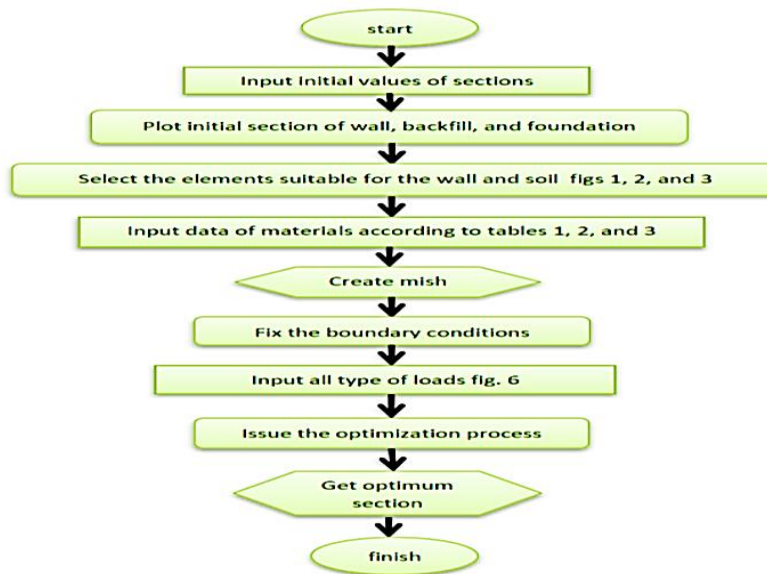 start
Input initial values of sections
Plot initial section of wall, backfill, and foundation
Select the elements suitable for the wall and soil figs 1, 2, and 3
Input data of materials according to tables 1, 2, and 3
Create mish
Fix the boundary conditions
Input all type of loads fig. 6
Issue the optimization process
Get optimum
section
finish